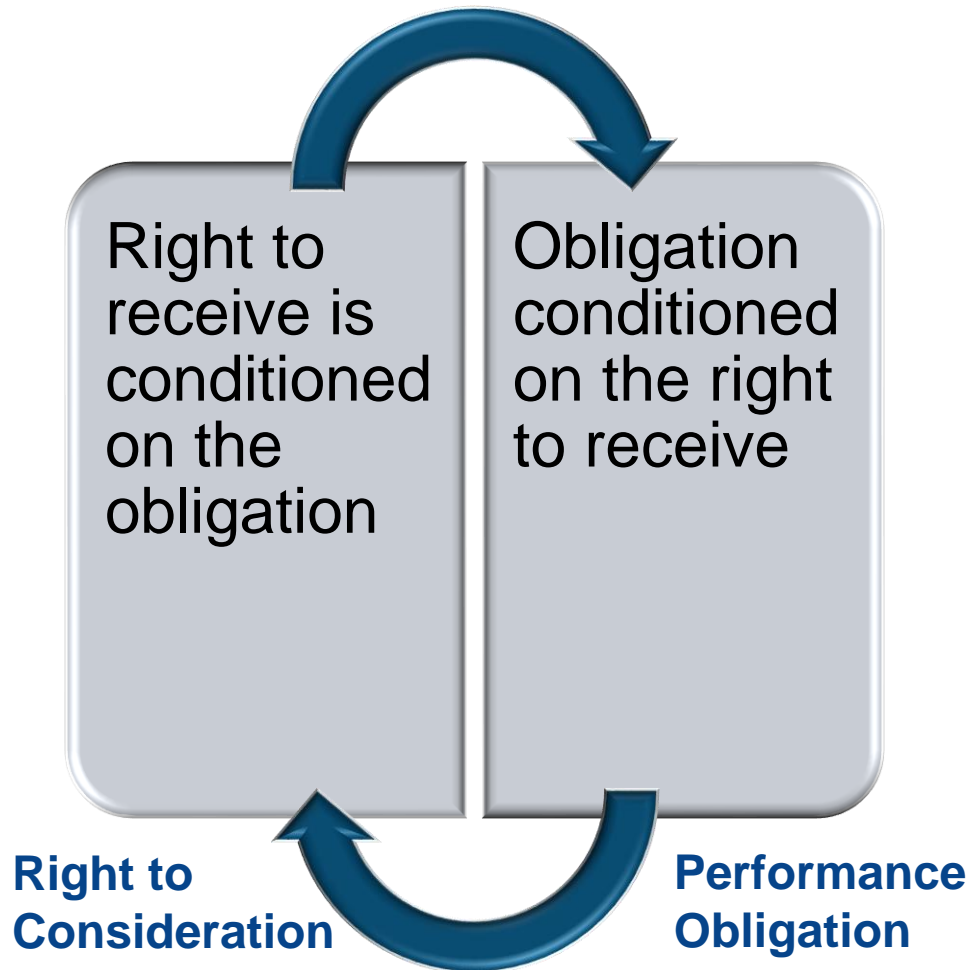 Right to
receive is
conditioned
on the
obligation
Obligation
conditioned
on the right
to receive
Right to
Consideration
Performance
Obligation